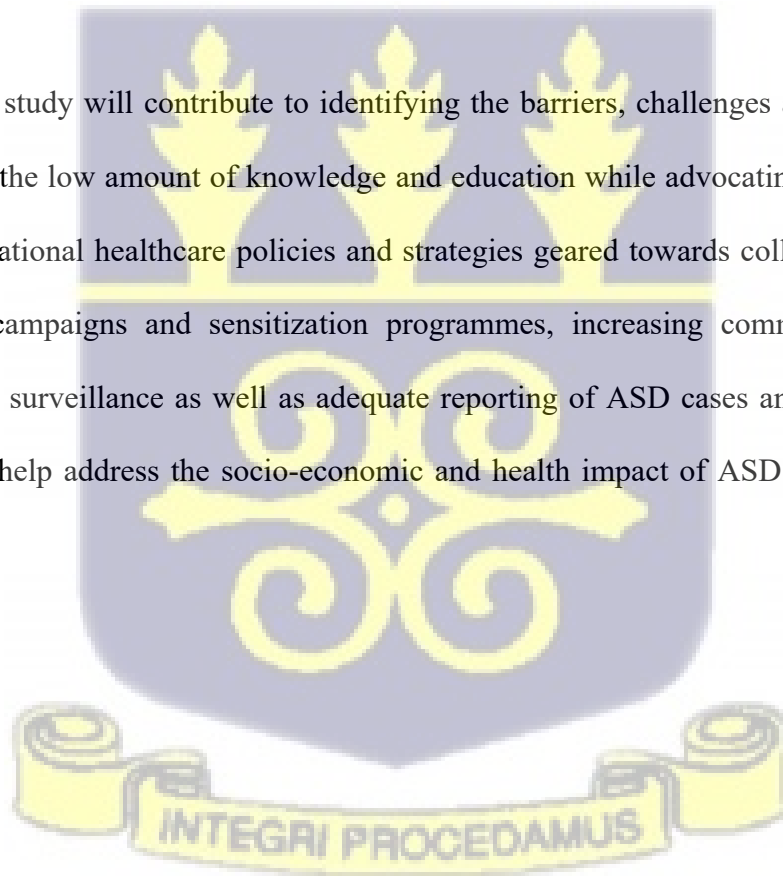 study will contribute to identifying the barriers, challenges
the low amount of knowledge and education while advocatin
ational healthcare policies and strategies geared towards coll
campaigns and sensitization programmes, increasing comm
surveillance as well as adequate reporting of ASD cases an
help address the socio-economic and health impact of ASD
INTEGRI PROCEDAMUS